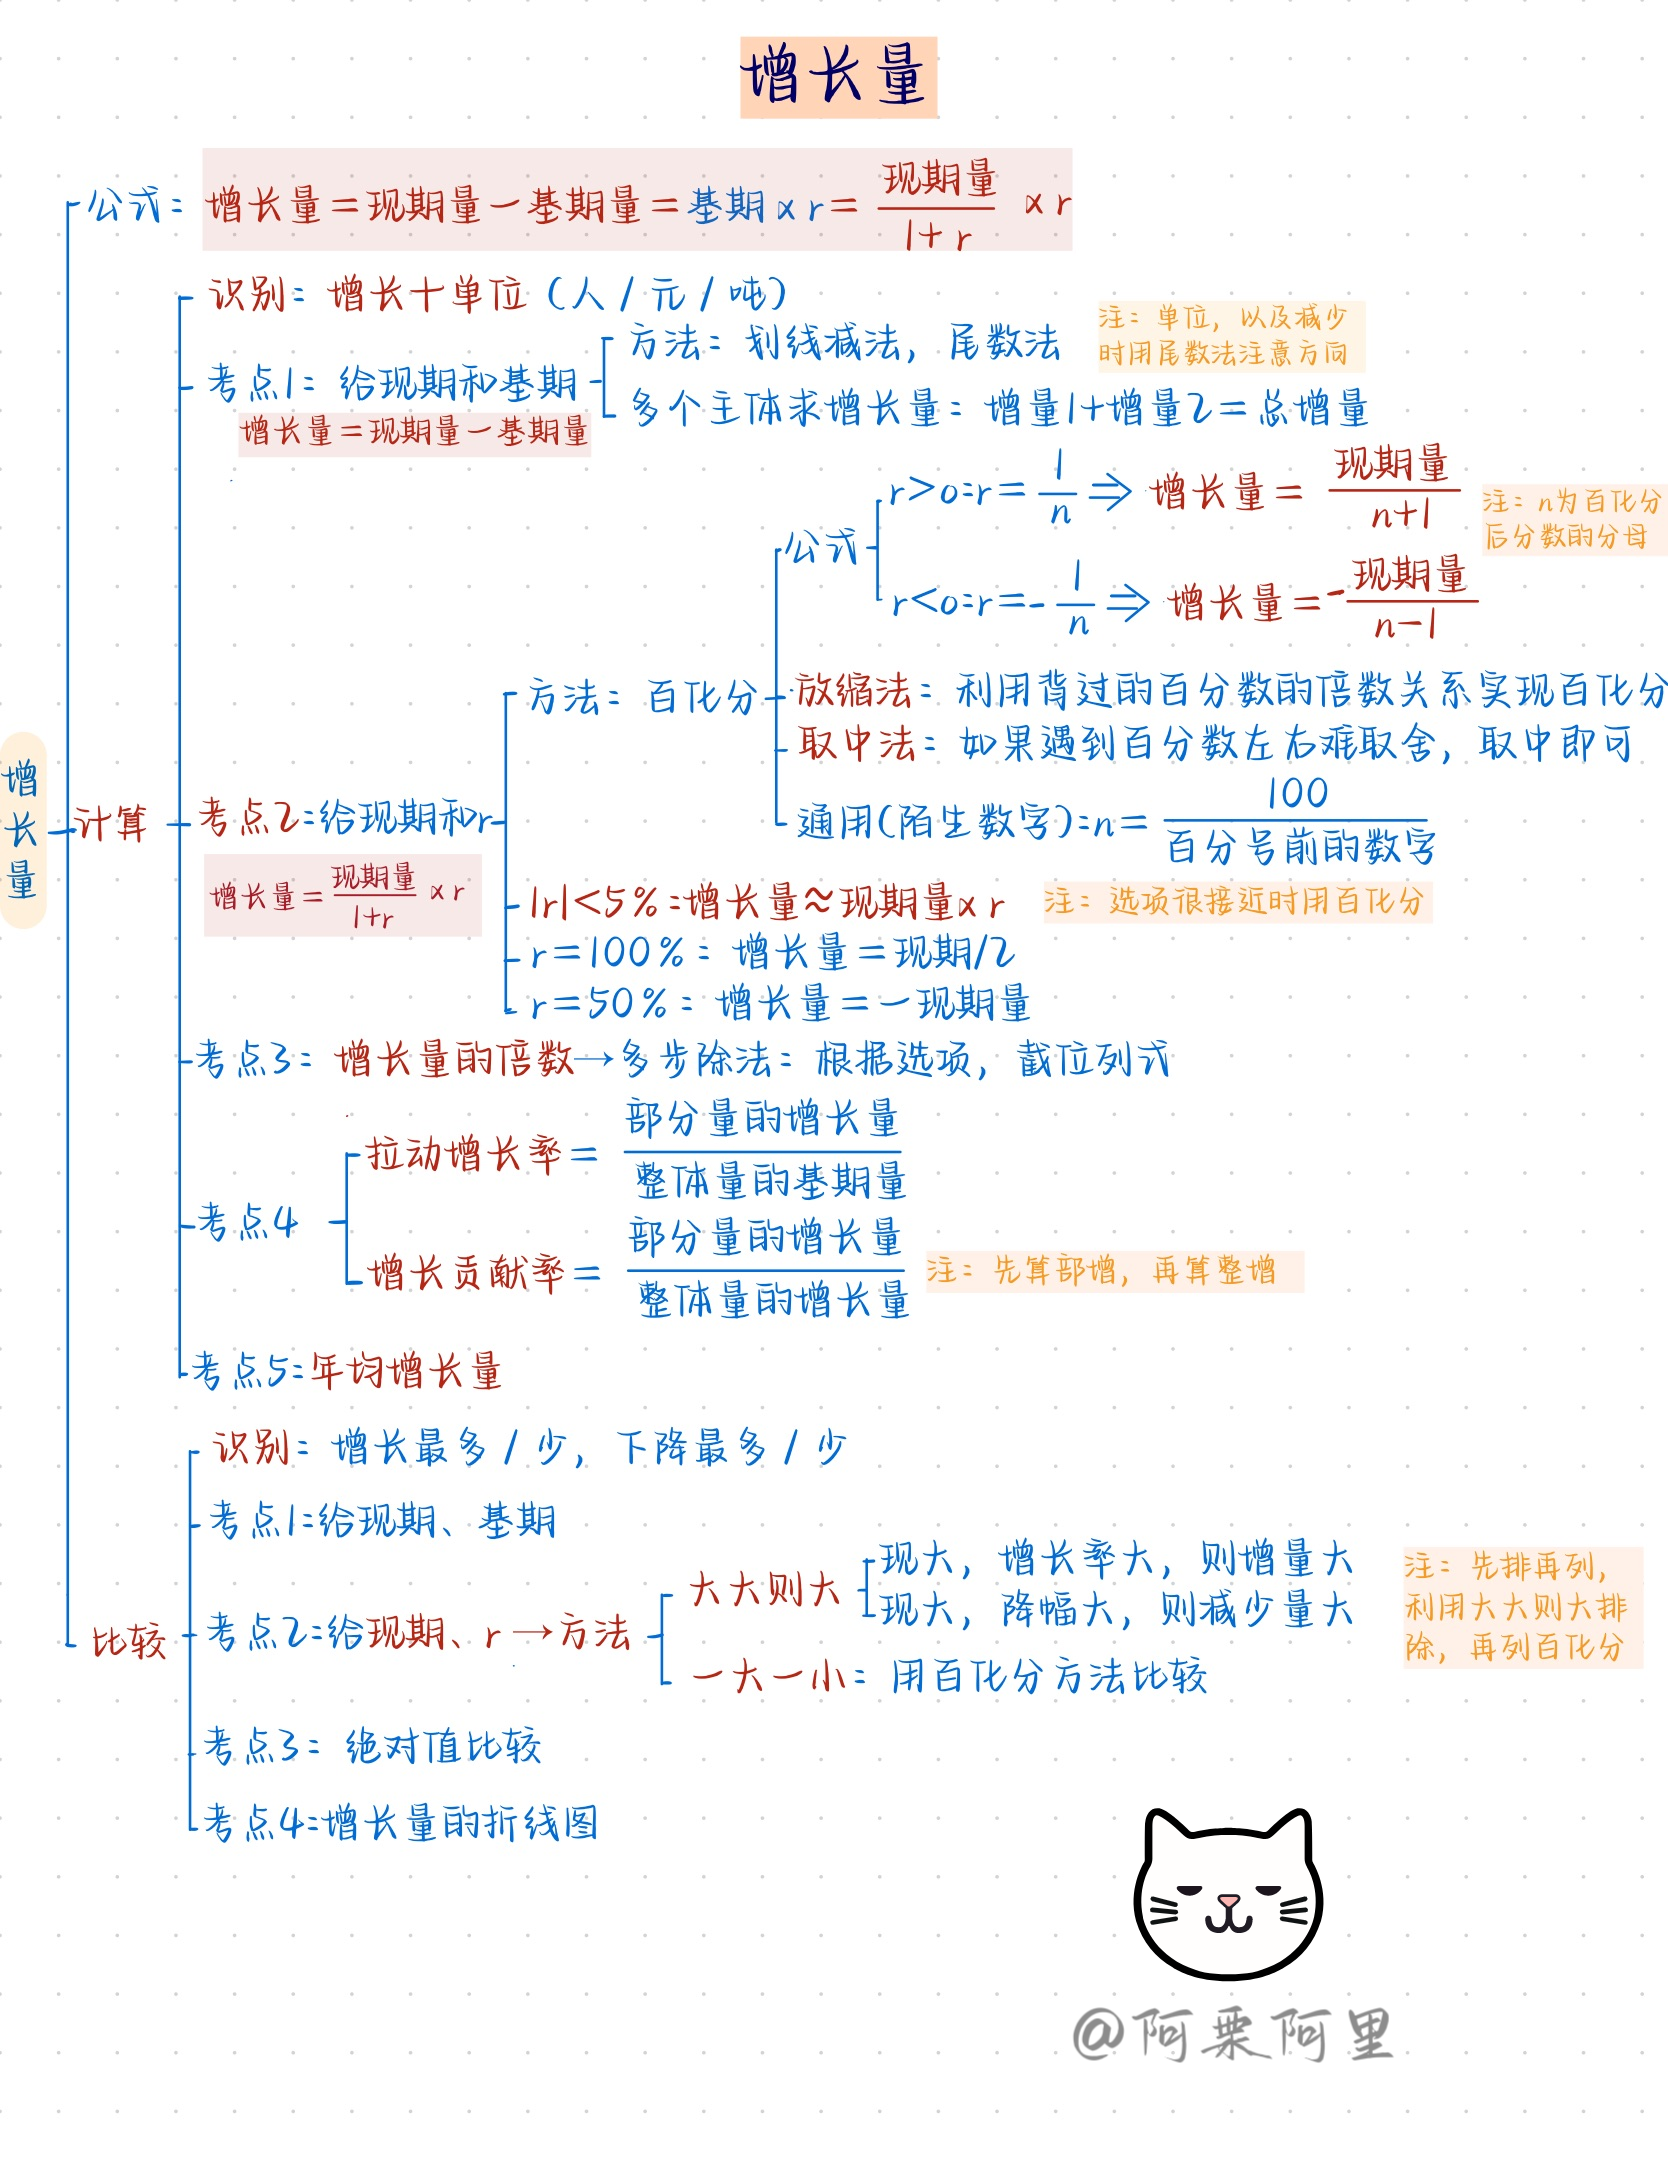 增长量
公式：增长量＝现期量－基期量＝基期×r＝现期量/1+r ×r
识别：增长十单位（人/元/吨）
方法：划线减法，尾数法
注：单位，以及减少
时用尾数法注意方向
考点1：给现期和基期
多个主体求增长量：增量1+增量2＝总增量
增长量＝现期量－基期量
r>0:r＝1/n⇒增长量＝现期量/n+1
注：n为百化分
后分数的分母
公式
r<0:r＝-1/n⇒增长量＝-现期量/n-1
方法：百化分
放缩法：利用背过的百分数的倍数关系实现百化分
取中法：如果遇到百分数左右难取舍，取中即可
增长量
计算
考点2:给现期和r
通用(陌生数字):n＝100/百分号前的数字
增长量＝现期量/1+r ×r
|r|<5%:增长量≈现期量×r
注：选项很接近时用百化分
r＝100%：增长量＝现期/2
r＝50%：增长量＝－现期量
考点3：增长量的倍数→多步除法：根据选项，截位列式
拉动增长率＝部分量的增长量/整体量的基期量
考点4
增长贡献率＝部分量的增长量/整体量的增长量
注：先算部增，再算整增
考点5:年均增长量
识别：增长最多/少，下降最多/少
考点1:给现期、基期
大大则大
现大，增长率大，则增量大
现大，降幅大，则减少量大
注：先排再列，
利用大大则大排
除，再列百化分
比较
考点2:给现期、r→方法
一大一小：用百化分方法比较
考点3：绝对值比较
考点4:增长量的折线图
@阿栗阿里